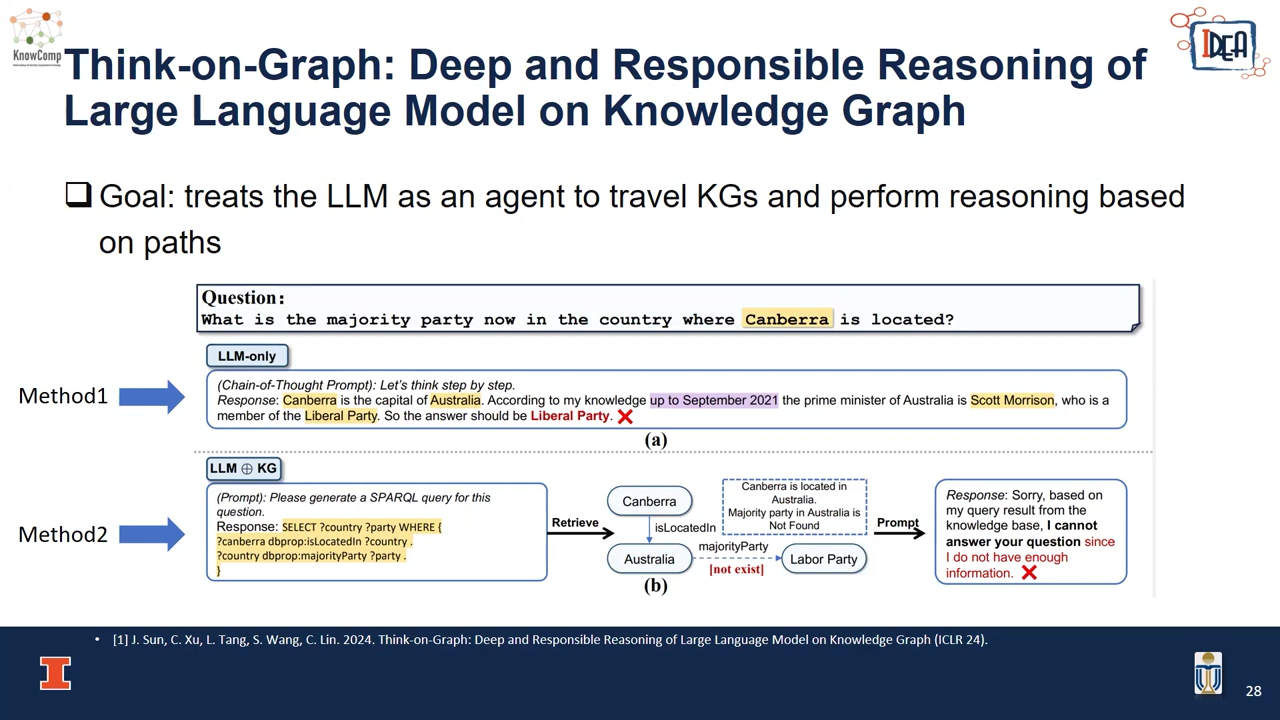 KnowComp
IDEA
Think-on-Graph: Deep and Responsible Reasoning of
Large Language Model on Knowledge Graph
❑ Goal: treats the LLM as an agent to travel KGs and perform reasoning based
on paths
Question:
What is the majority party now in the country where Canberra is located?
LLM-only
Method1
(Chain-of-Thought Prompt): Let's think step by step.
Response: Canberra is the capital of Australia. According to my knowledge up to September 2021 the prime minister of Australia is Scott Morrison, who is a
member of the Liberal Party. So the answer should be Liberal Party. ❌
(a)
LLM ⊕ KG
Method2
(Prompt): Please generate a SPARQL query for this
question.
Response: SELECT ?country ?party WHERE {
?canberra dbprop:isLocatedIn ?country .
?country dbprop:majorityParty ?party .
}
Retrieve
Canberra
isLocatedIn
Australia
majorityParty
[not exist]
Labor Party
Canberra is located in
Australia.
Majority party in Australia is
Not Found
(b)
Prompt
Response: Sorry, based on
my query result from the
knowledge base, I cannot
answer your question since
I do not have enough
information. ❌
• [1] J. Sun, C. Xu, L. Tang, S. Wang, C. Lin. 2024. Think-on-Graph: Deep and Responsible Reasoning of Large Language Model on Knowledge Graph (ICLR 24).
28